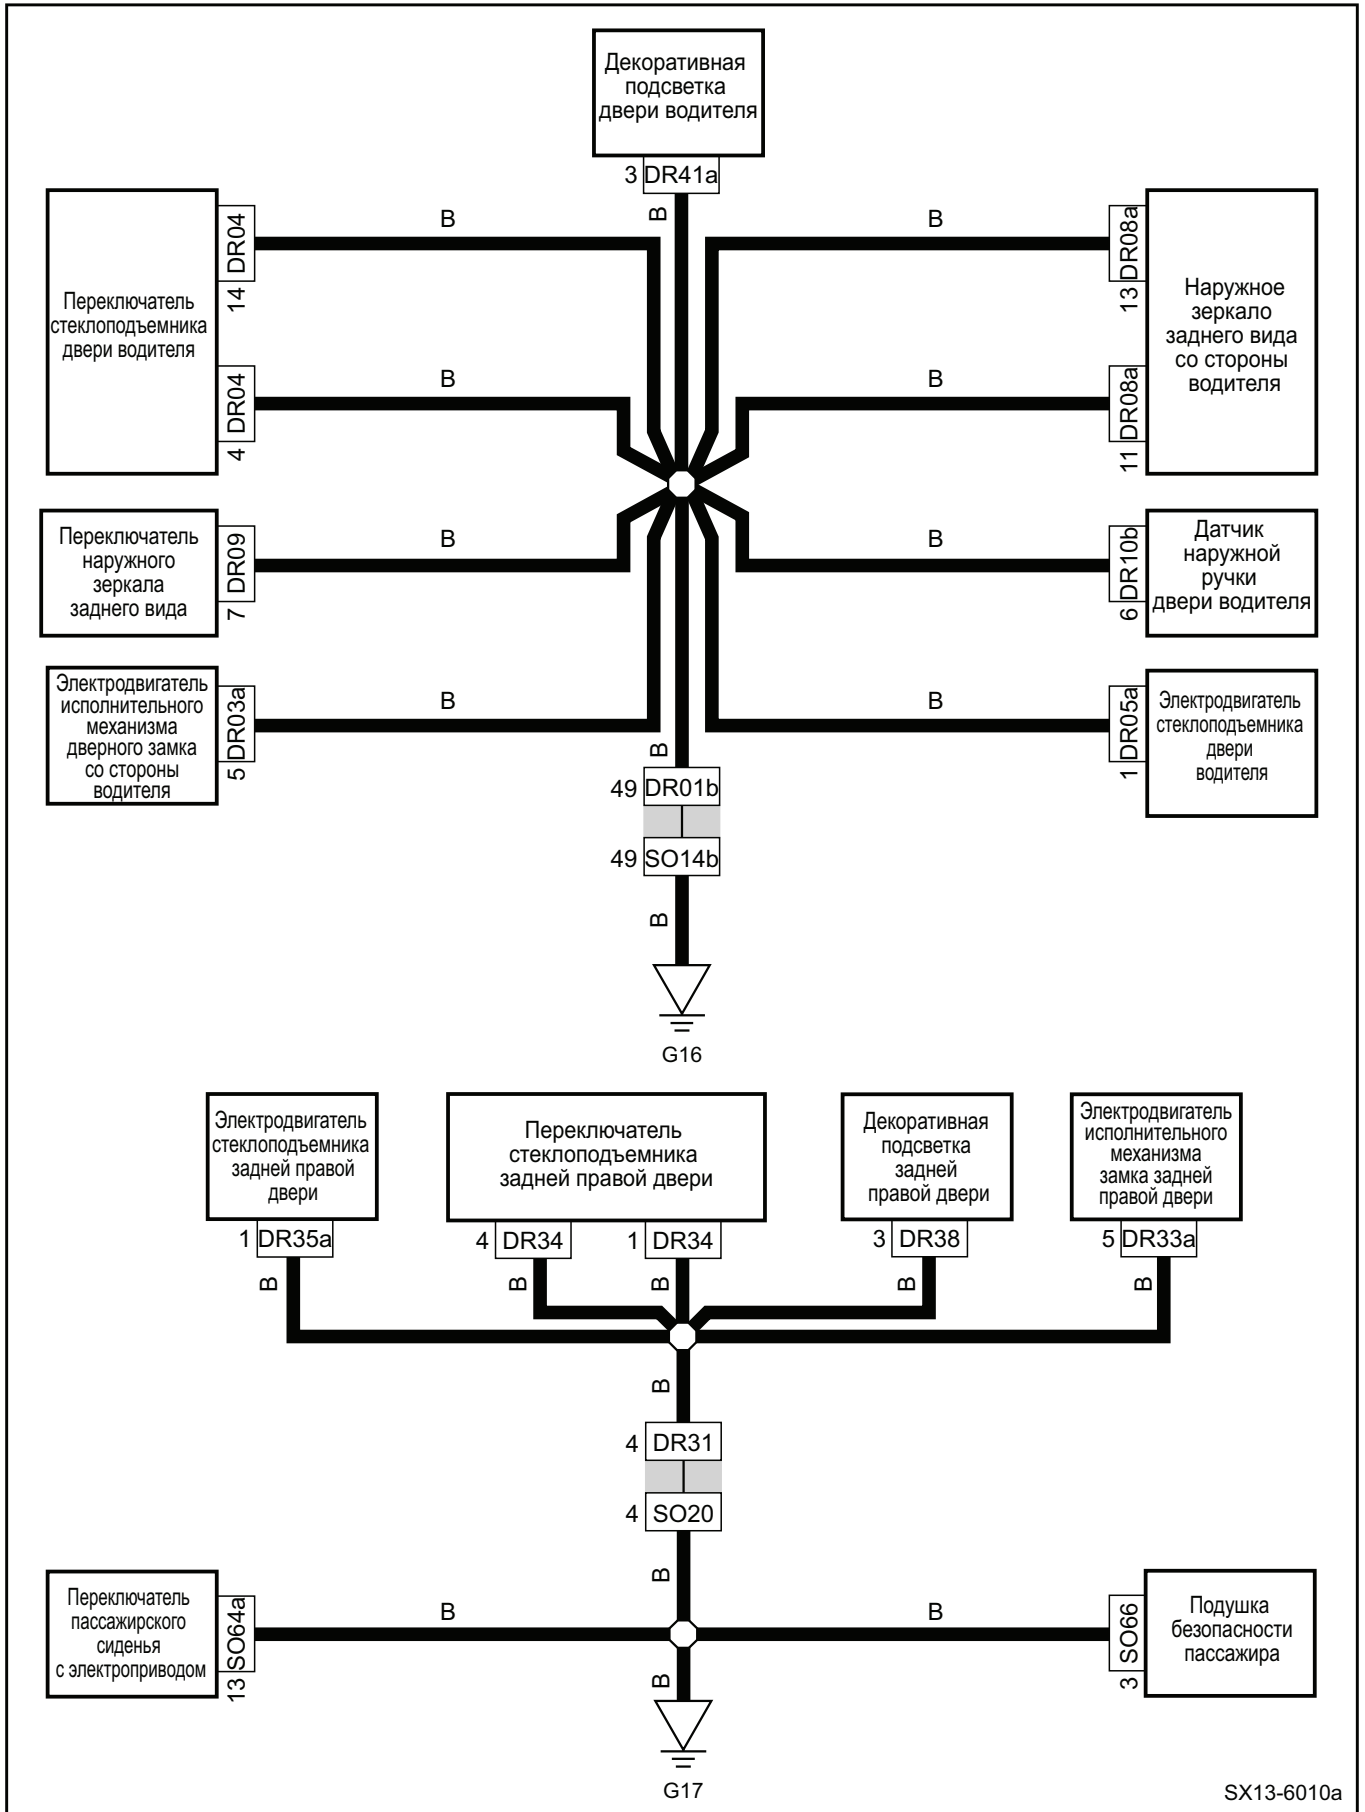 Декоративная
подсветка
двери водителя
3 DR41a
B
Переключатель
стеклоподъемника
двери водителя
14 DR04
B
4 DR04
B
B
13 DR08a
B
11 DR08a
Наружное
зеркало
заднего вида
со стороны
водителя
Переключатель
наружного
зеркала
заднего вида
7 DR09
B
B
6 DR10b
Датчик
наружной
ручки
двери водителя
Электродвигатель
исполнительного
механизма
дверного замка
со стороны
водителя
5 DR03a
B
B
1 DR05a
Электродвигатель
стеклоподъемника
двери
водителя
B
49 DR01b
49 SO14b
B
G16
Электродвигатель
стеклоподъемника
задней правой
двери
1 DR35a
B
Переключатель
стеклоподъемника
задней правой двери
4 DR34
B
1 DR34
B
Декоративная
подсветка
задней
правой двери
3 DR38
B
Электродвигатель
исполнительного
механизма
замка задней
правой двери
5 DR33a
B
B
4 DR31
4 SO20
B
Переключатель
пассажирского
сиденья
с электроприводом
13 SO64a
B
B
3 SO66
Подушка
безопасности
пассажира
B
G17
SX13-6010a